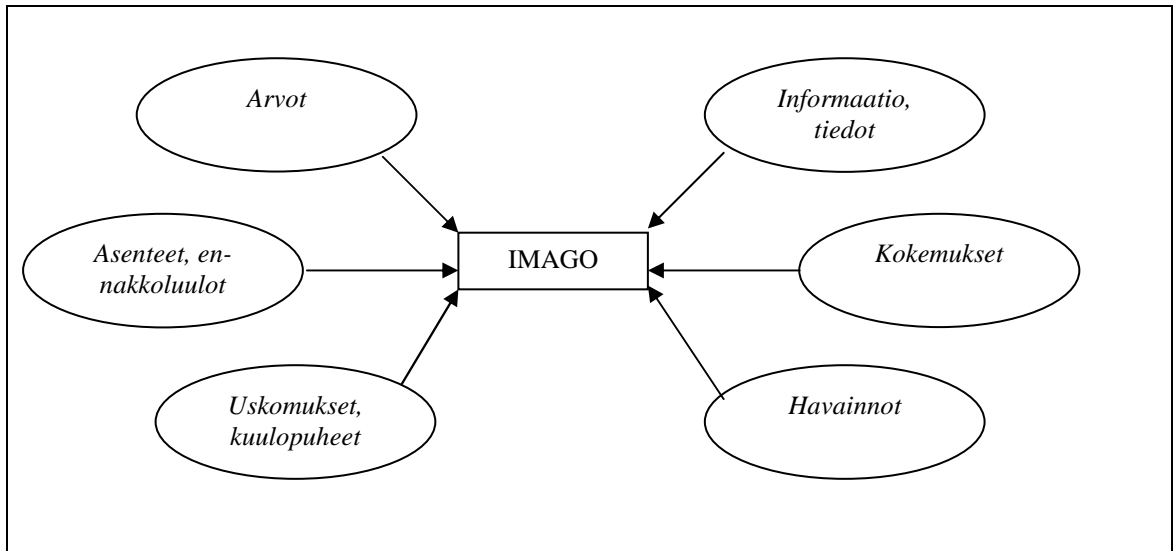 Arvot
Informaatio,
tiedot
Asenteet, en-
nakkoluulot
IMAGO
Kokemukset
Uskomukset,
kuulopuheet
Havainnot